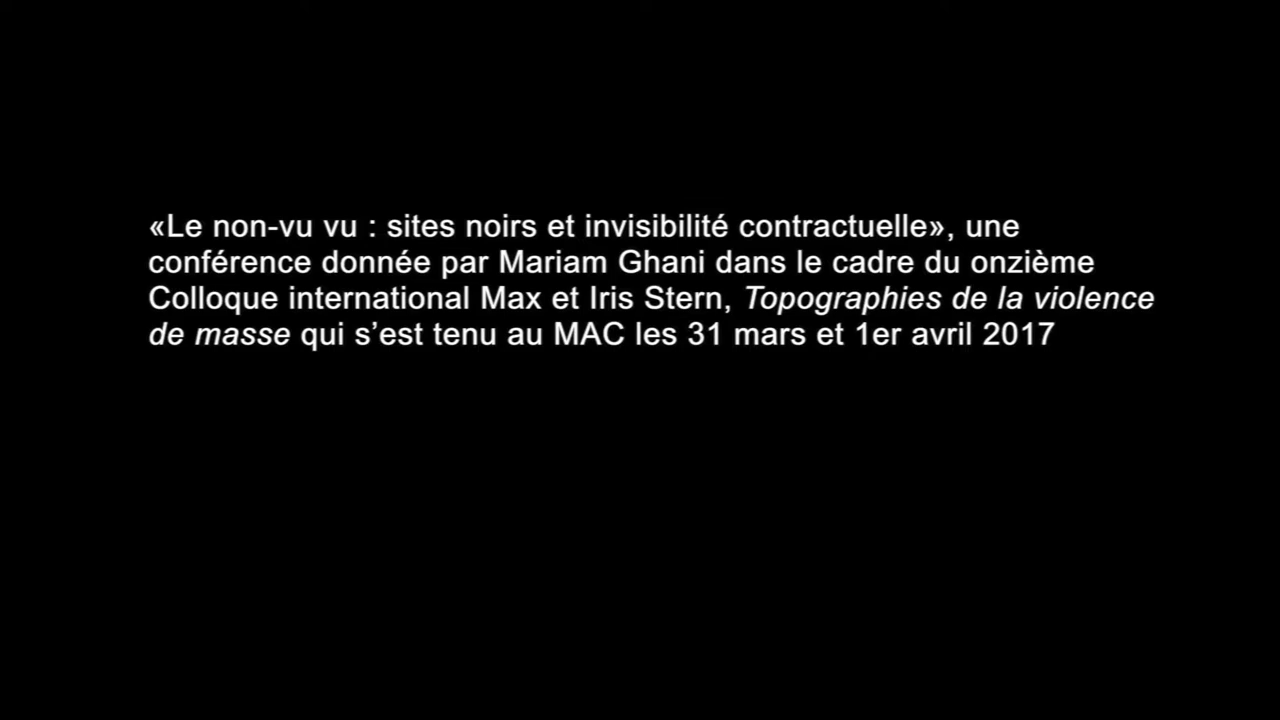 «Le non-vu vu : sites noirs et invisibilité contractuelle», une
conférence donnée par Mariam Ghani dans le cadre du onzième
Colloque international Max et Iris Stern, Topographies de la violence
de masse qui s’est tenu au MAC les 31 mars et 1er avril 2017